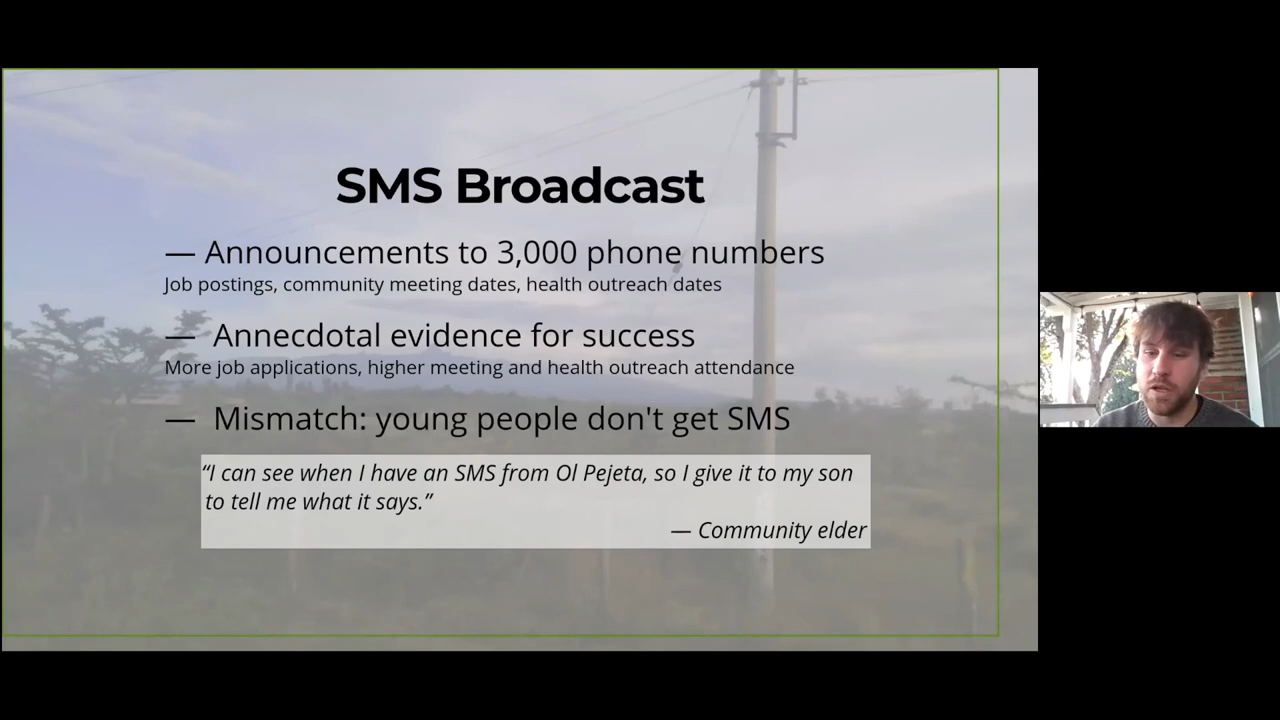 SMS Broadcast
— Announcements to 3,000 phone numbers
Job postings, community meeting dates, health outreach dates
— Annecdotal evidence for success
More job applications, higher meeting and health outreach attendance
— Mismatch: young people don't get SMS
“I can see when I have an SMS from Ol Pejeta, so I give it to my son
to tell me what it says.”
— Community elder